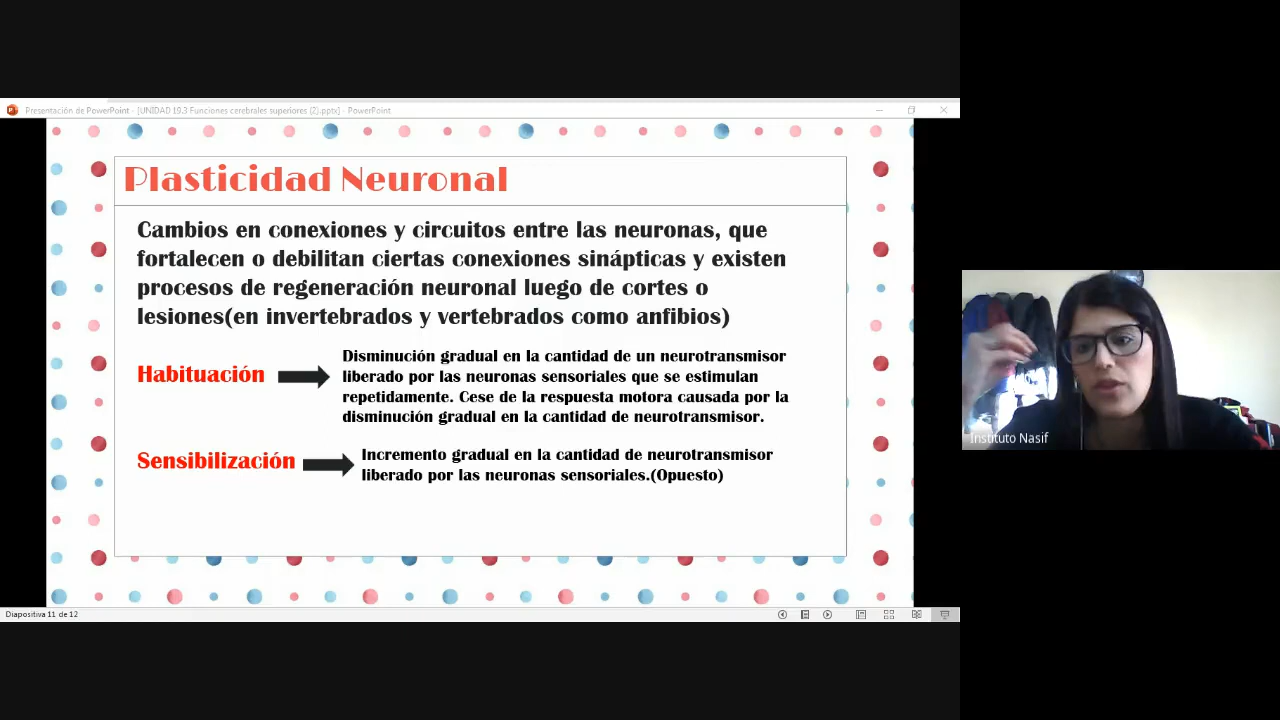 Presentación de PowerPoint - [UNIDAD 19.3 Funciones cerebrales superiores (2).pptx] - PowerPoint
Plasticidad Neuronal
Cambios en conexiones y circuitos entre las neuronas, que
fortalecen o debilitan ciertas conexiones sinápticas y existen
procesos de regeneración neuronal luego de cortes o
lesiones(en invertebrados y vertebrados como anfibios)
Habituación
Disminución gradual en la cantidad de un neurotransmisor
liberado por las neuronas sensoriales que se estimulan
repetidamente. Cese de la respuesta motora causada por la
disminución gradual en la cantidad de neurotransmisor.
Sensibilización
Incremento gradual en la cantidad de neurotransmisor
liberado por las neuronas sensoriales.(Opuesto)
Diapositiva 11 de 12
Instituto Nasif